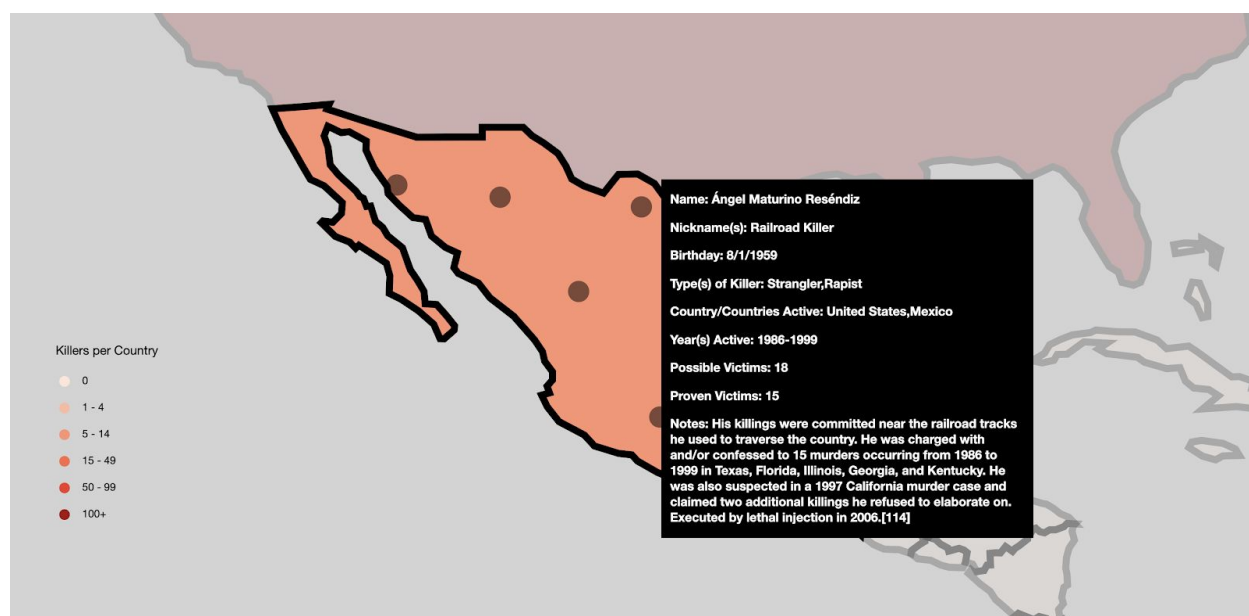 Name: Ángel Maturino Reséndiz
Nickname(s): Railroad Killer
Birthday: 8/1/1959
Type(s) of Killer: Strangler,Rapist
Country/Countries Active: United States,Mexico
Year(s) Active: 1986-1999
Possible Victims: 18
Proven Victims: 15
Notes: His killings were committed near the railroad tracks
he used to traverse the country. He was charged with
and/or confessed to 15 murders occurring from 1986 to
1999 in Texas, Florida, Illinois, Georgia, and Kentucky. He
was also suspected in a 1997 California murder case and
claimed two additional killings he refused to elaborate on.
Executed by lethal injection in 2006.[114]
Killers per Country
0
1 - 4
5 - 14
15 - 49
50 - 99
100+